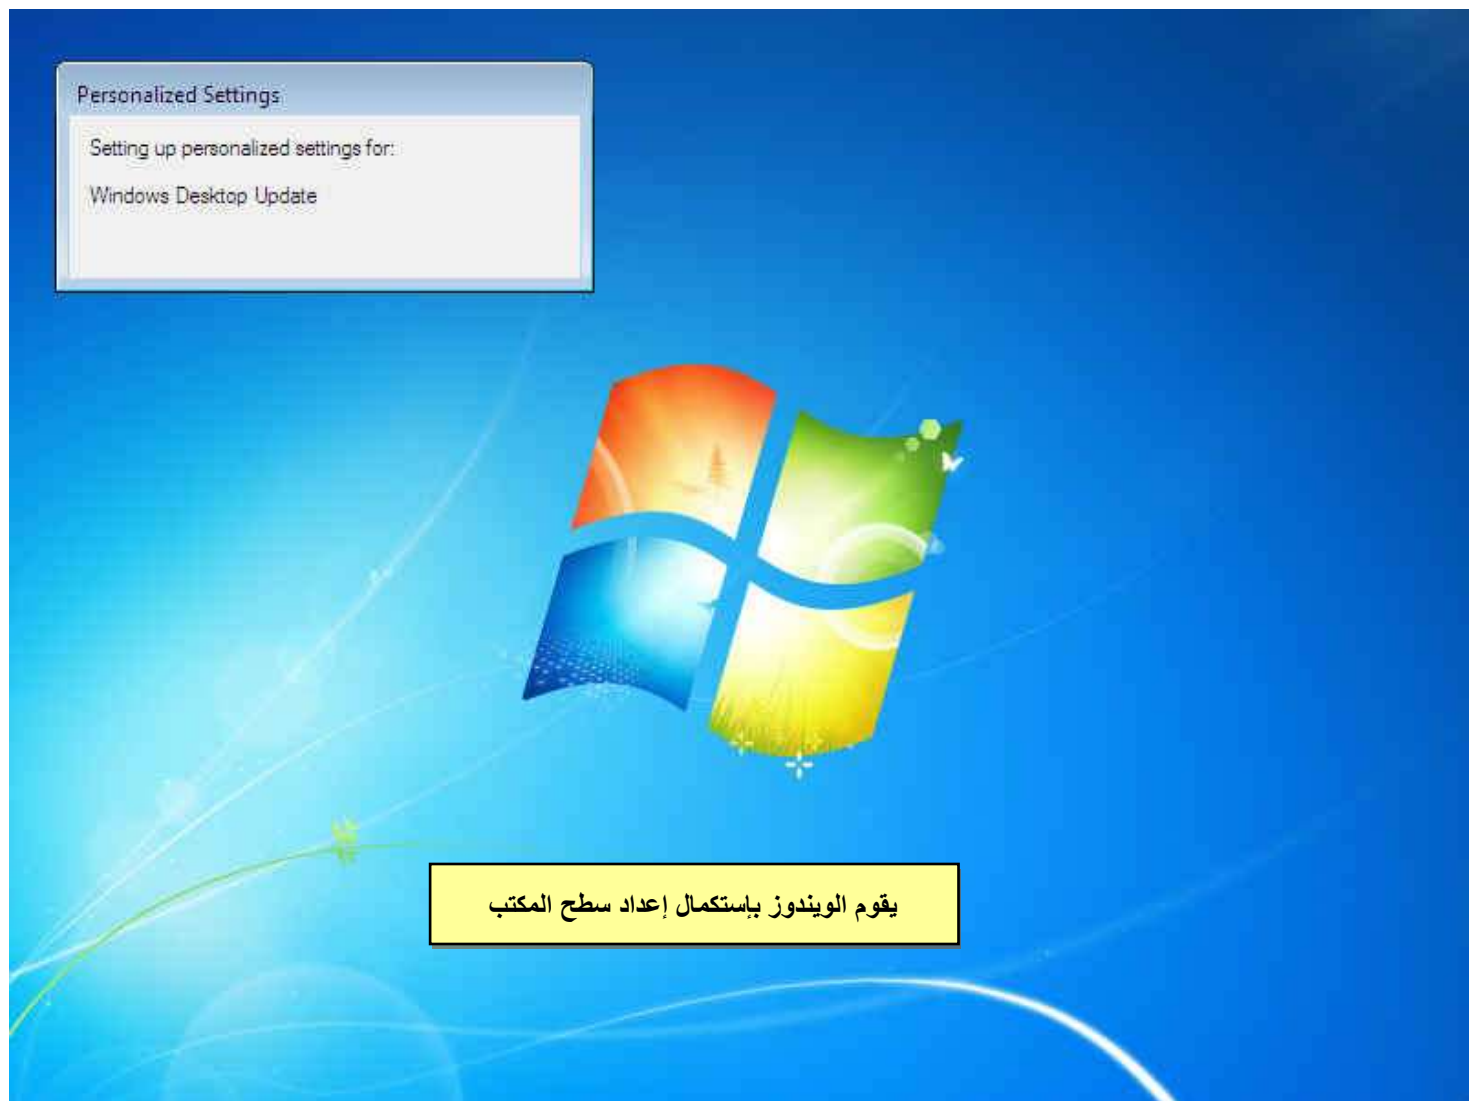 Personalized Settings
Setting up personalized settings for:
Windows Desktop Update
يقوم الويندوز بإستكمال إعداد سطح المكتب